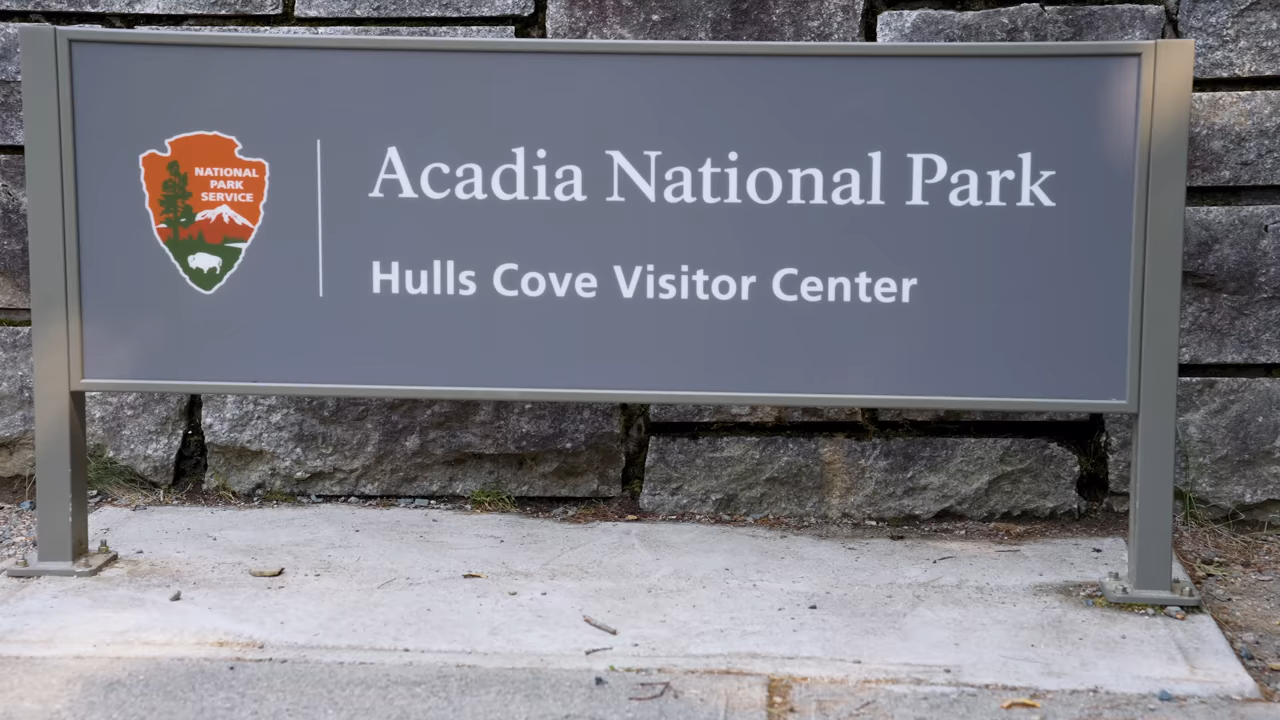 NATIONAL
PARK
SERVICE
Acadia National Park
Hulls Cove Visitor Center